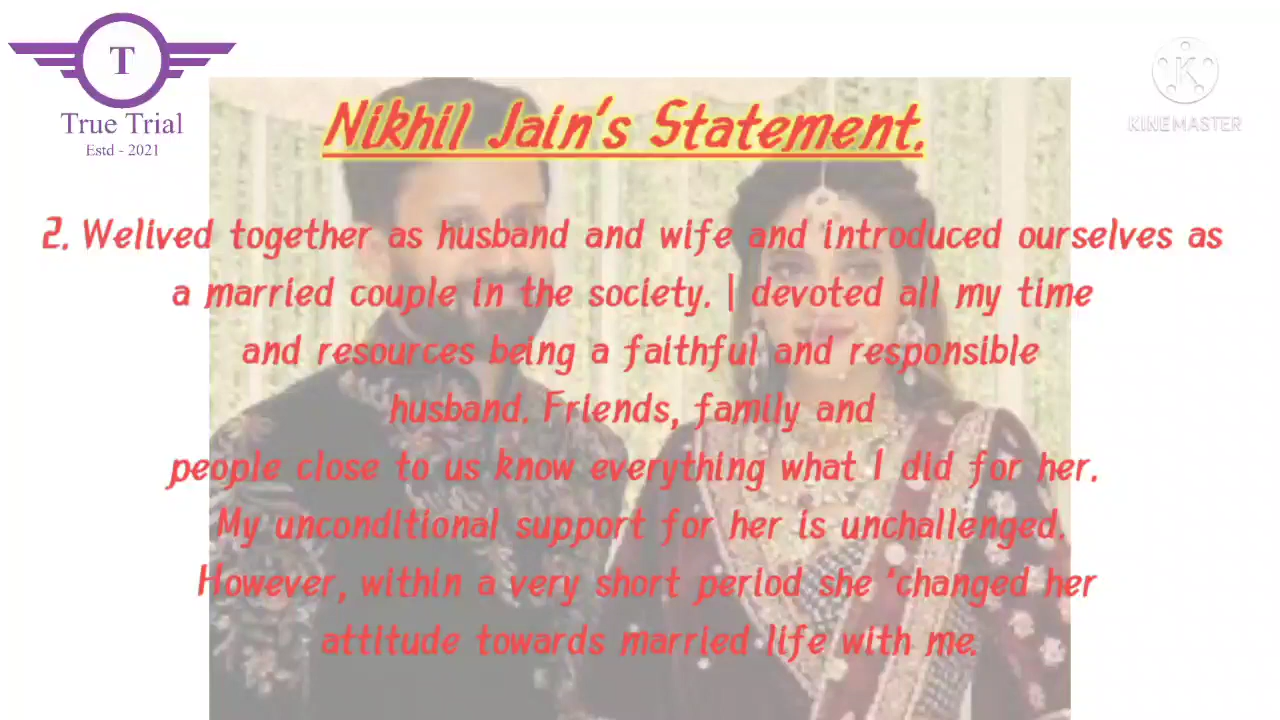 T
True Trial
Estd - 2021
KINEMASTER
Nikhil Jain's Statement.
2. Welived together as husband and wife and introduced ourselves as
a married couple in the society. | devoted all my time
and resources being a faithful and responsible
husband. Friends, family and
people close to us know everything what I did for her.
My unconditional support for her is unchallenged.
However, within a very short period she ‘changed her
attitude towards married life with me.